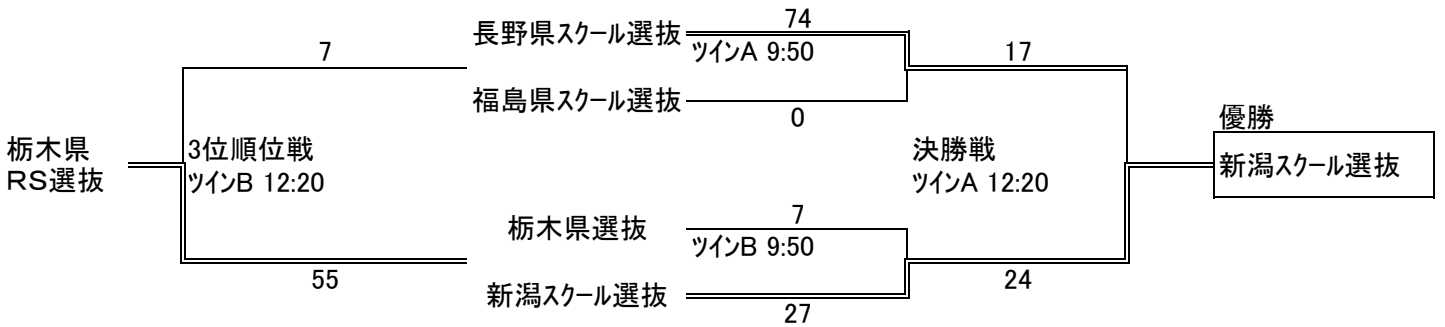 74
長野県スクール選抜
7
ツインA 9:50
17
福島県スクール選抜
0
優勝
栃木県
RS選抜
3位順位戦
ツインB 12:20
決勝戦
ツインA 12:20
新潟スクール選抜
7
栃木県選抜
ツインB 9:50
55
24
新潟スクール選抜
27